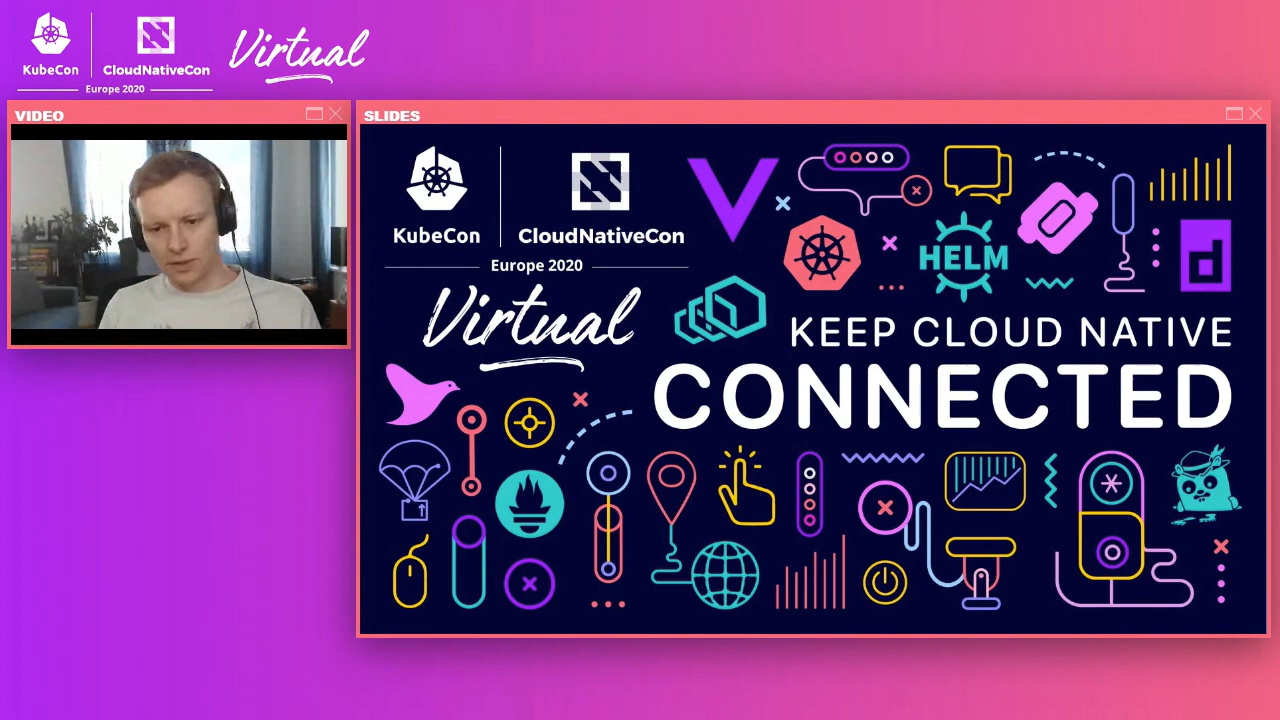 KubeCon
CloudNativeCon
Europe 2020
Virtual
VIDEO
SLIDES
KubeCon
CloudNativeCon
Europe 2020
Virtual
HELM
d
KEEP CLOUD NATIVE
CONNECTED